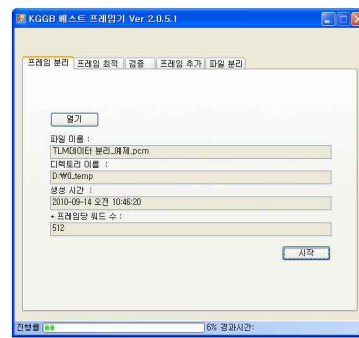 KGGB 베스트 프레임기 Ver 2.0.5.1
프레임 분리 프레임 최적 검증 프레임 추가 파일 분리
열기
파일 이름 :
TLM데이터 분리_예제.pcm
디렉토리 이름 :
D:₩0_temp
생성 시간 :
2010-09-14 오전 10:46:20
* 프레임당 워드 수 :
512
시작
진행률 6% 경과시간: